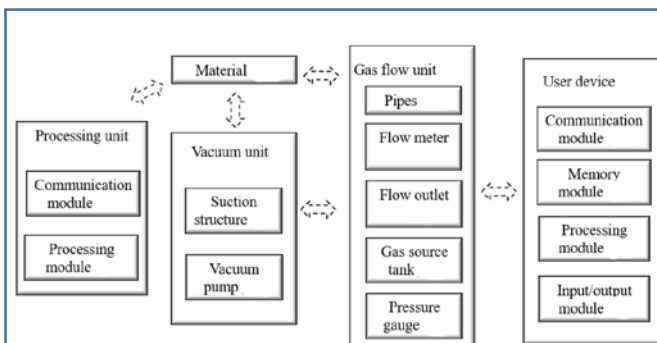 Material
Processing unit
Communication
module
Processing
module
Vacuum unit
Suction
structure
Vacuum
pump
Gas flow unit
Pipes
Flow meter
Flow outlet
Gas source
tank
Pressure
gauge
User device
Communication
module
Memory
module
Processing
module
Input/output
module